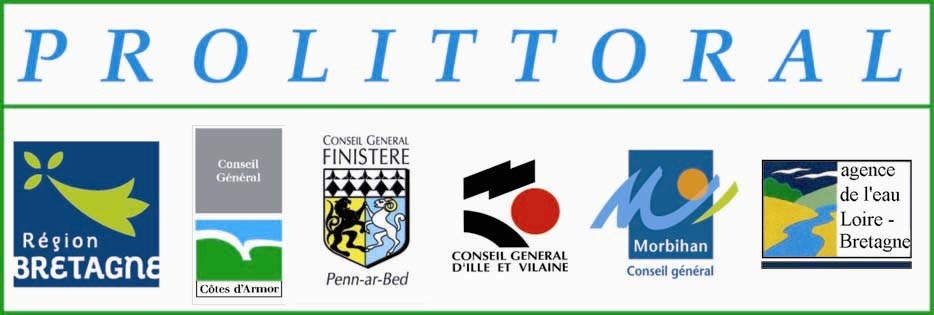 PROLITTORAL
Région
BRETAGNE
Conseil
Général
Côtes d'Armor
CONSEIL GENERAL
FINISTERE
Penn-ar-Bed
CONSEIL GENERAL
D'ILLE ET VILAINE
Morbihan
Conseil général
agence
de l'eau
Loire -
Bretagne